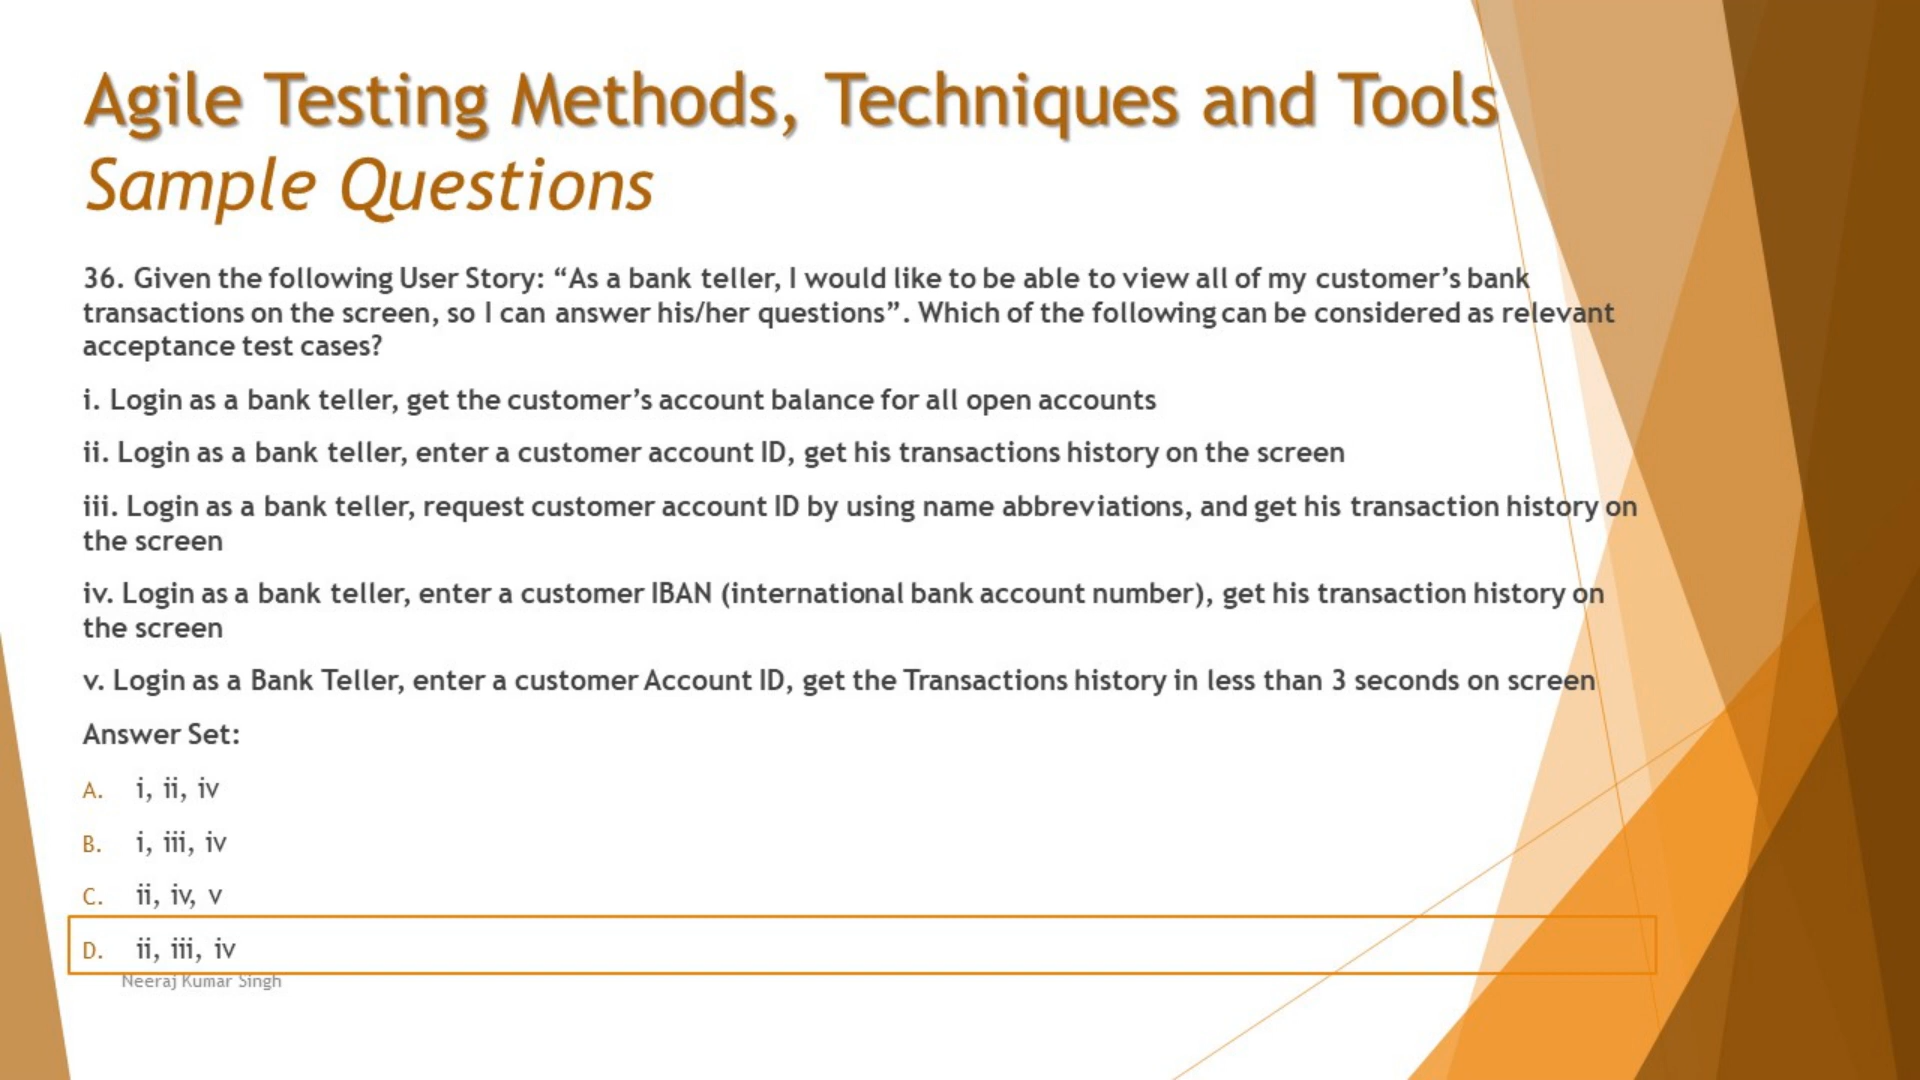 Agile Testing Methods, Techniques and Tools
Sample Questions
36. Given the following User Story: “As a bank teller, I would like to be able to view all of my customer’s bank
transactions on the screen, so I can answer his/her questions”. Which of the following can be considered as relevant
acceptance test cases?
i. Login as a bank teller, get the customer’s account balance for all open accounts
ii. Login as a bank teller, enter a customer account ID, get his transactions history on the screen
iii. Login as a bank teller, request customer account ID by using name abbreviations, and get his transaction history on
the screen
iv. Login as a bank teller, enter a customer IBAN (international bank account number), get his transaction history on
the screen
v. Login as a Bank Teller, enter a customer Account ID, get the Transactions history in less than 3 seconds on screen
Answer Set:
A. i, ii, iv
B. i, iii, iv
C. ii, iv, v
D. ii, iii, iv
Neeraj Kumar Singh